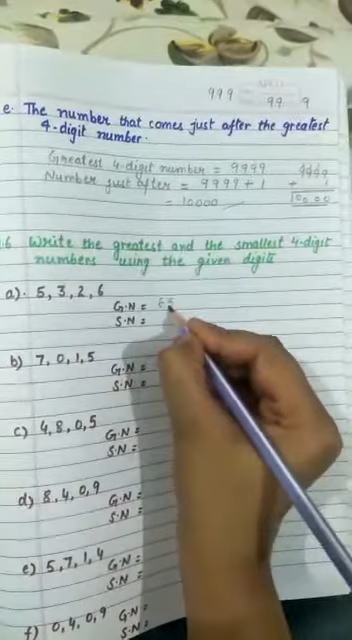 999 99 9
e. The number that comes just after the greatest
4-digit number.
Greatest 4-digit number = 9999 9999
Number just after = 9999 + 1 + 1
= 10000 10000
6 Write the greatest and the smallest 4-digit
numbers using the given digits
a). 5, 3, 2, 6
G.N = 65
S.N =
b) 7, 0, 1, 5
G.N =
S.N =
c) 4, 8, 0, 5
G.N =
S.N =
d) 8, 4, 0, 9
G.N =
S.N =
e) 5, 7, 1, 4
G.N =
S.N =
f) 0, 4, 0, 9 G.N =
S.N =